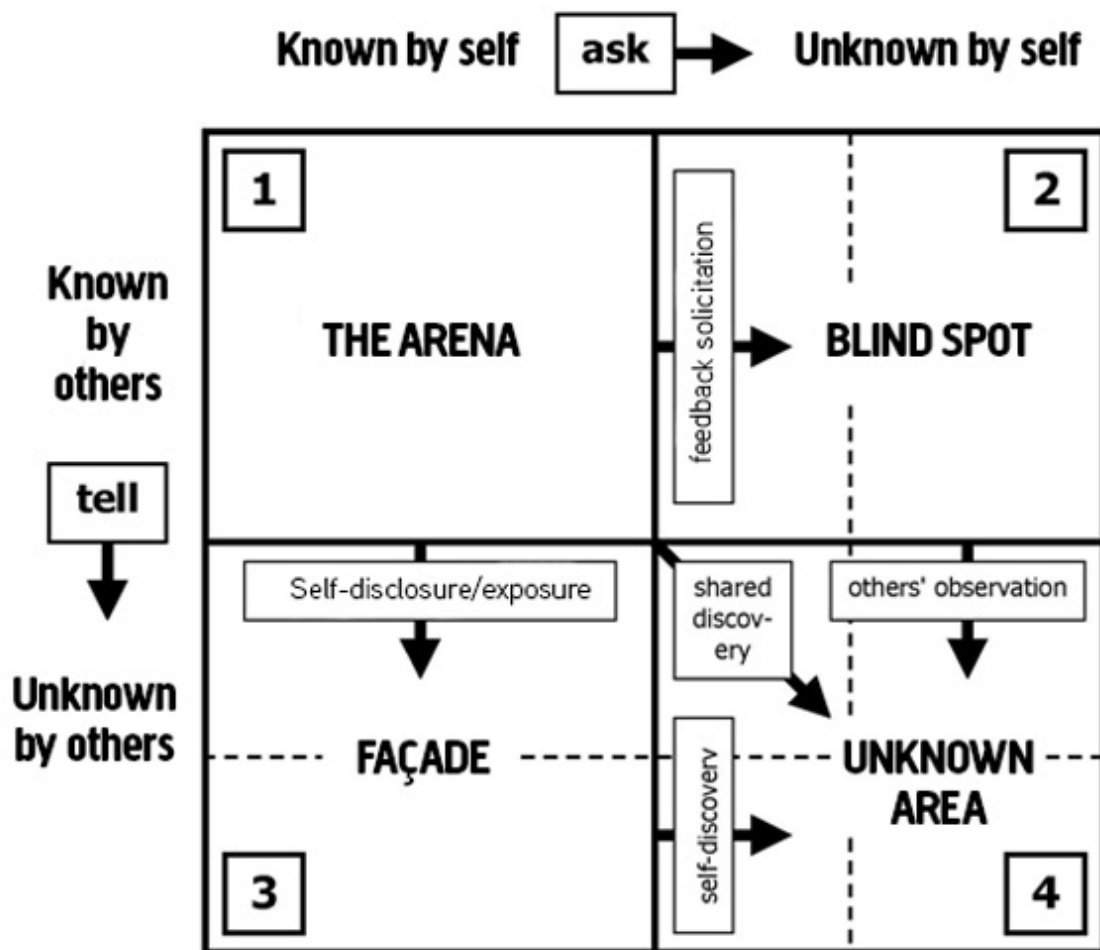 Known by self
ask
Unknown by self
1
2
Known
by
others
THE ARENA
feedback solicitation
BLIND SPOT
tell
Self-disclosure/exposure
shared
discov-
ery
others' observation
Unknown
by others
FAÇADE
self-discovery
UNKNOWN
AREA
3
4